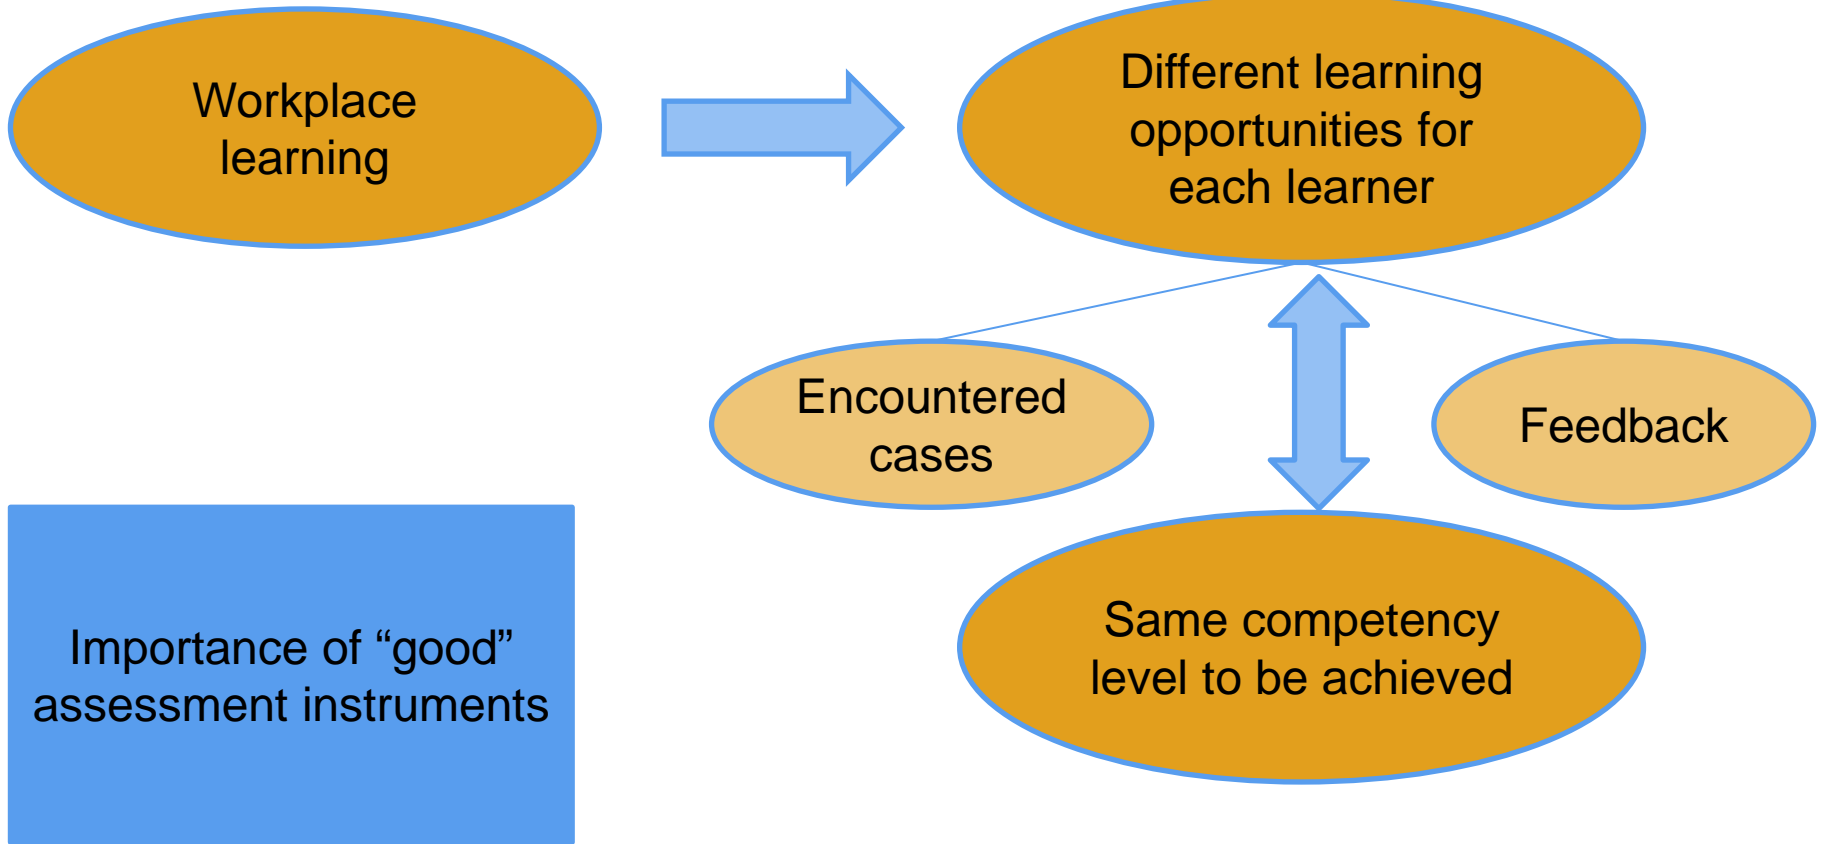 Workplace
learning
Different learning
opportunities for
each learner
Encountered
cases
Feedback
Importance of “good”
assessment instruments
Same competency
level to be achieved